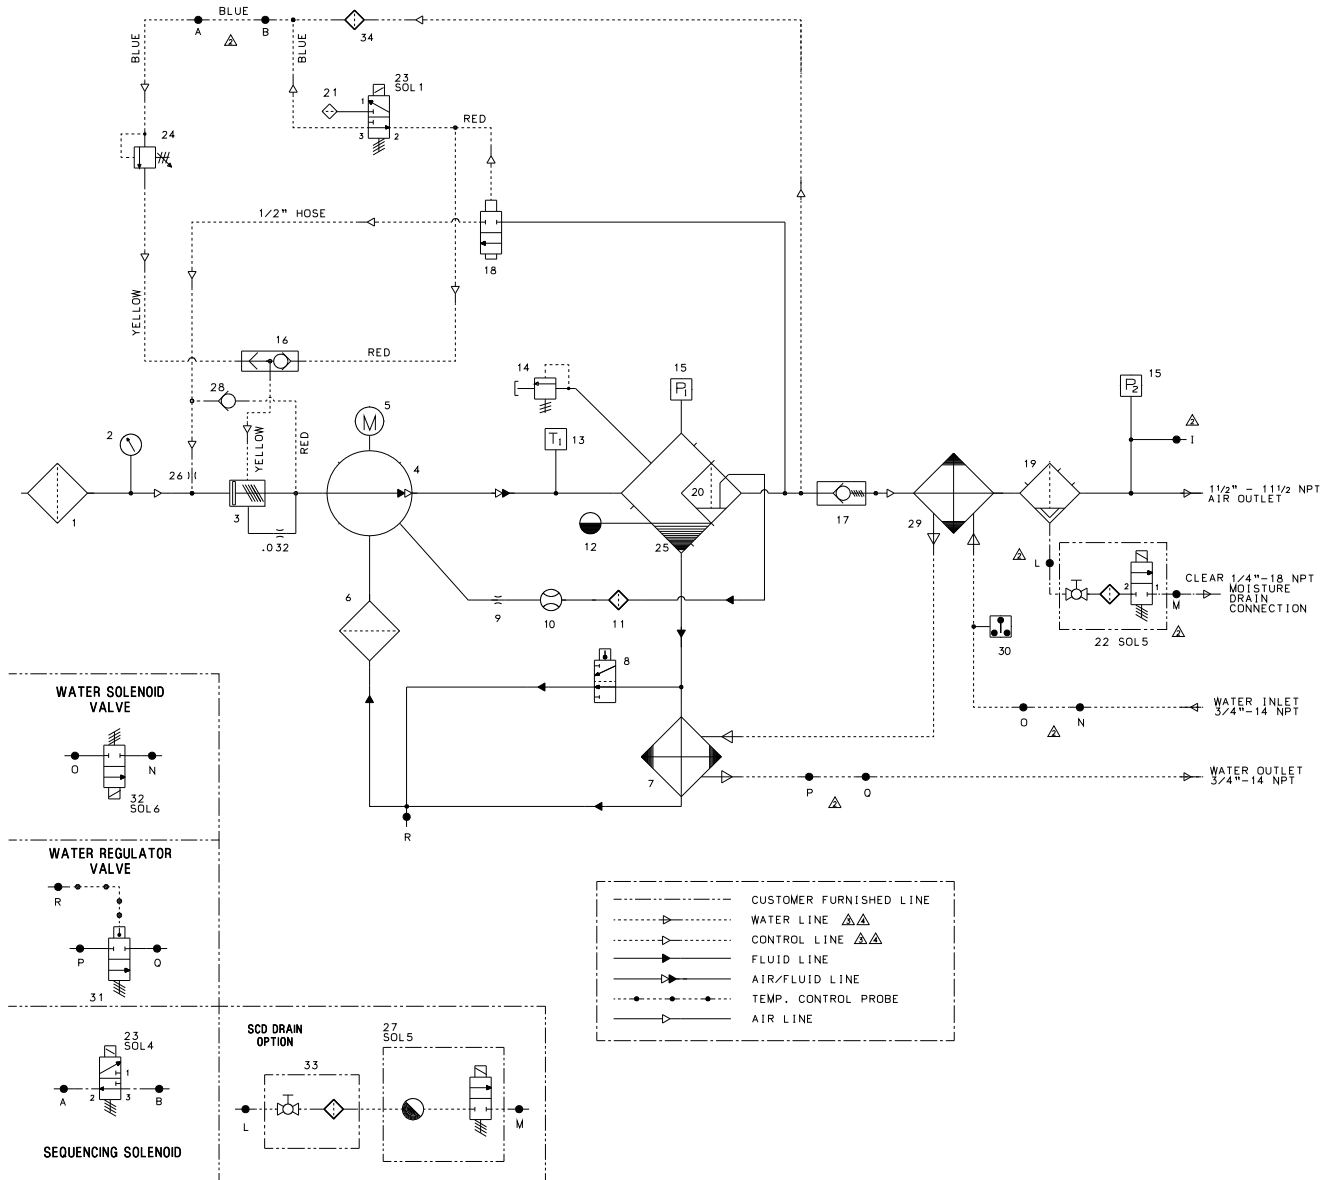 BLUE
A
B
2
34
BLUE
BLUE
23
SOL1
21
1
3
2
RED
24
1/2" HOSE
18
YELLOW
16
RED
28
YELLOW
RED
14
15
P1
15
P2
2
I
5
M
2
T1
13
4
26
1
3
.032
20
12
25
17
29
19
1 1/2" - 11 1/2 NPT
AIR OUTLET
2
L
2
1
M
2
22 SOL5
CLEAR 1/4"-18 NPT
MOISTURE
DRAIN
CONNECTION
6
9
10
11
30
8
7
R
O
N
2
WATER INLET
3/4"-14 NPT
P
Q
2
WATER OUTLET
3/4"-14 NPT
WATER SOLENOID
VALVE
O
N
32
SOL6
WATER REGULATOR
VALVE
R
P
Q
31
23
SOL4
1
2
3
A
B
SEQUENCING SOLENOID
SCD DRAIN
OPTION
33
27
SOL5
L
M
CUSTOMER FURNISHED LINE
WATER LINE 3 4
CONTROL LINE 3 4
FLUID LINE
AIR/FLUID LINE
TEMP. CONTROL PROBE
AIR LINE